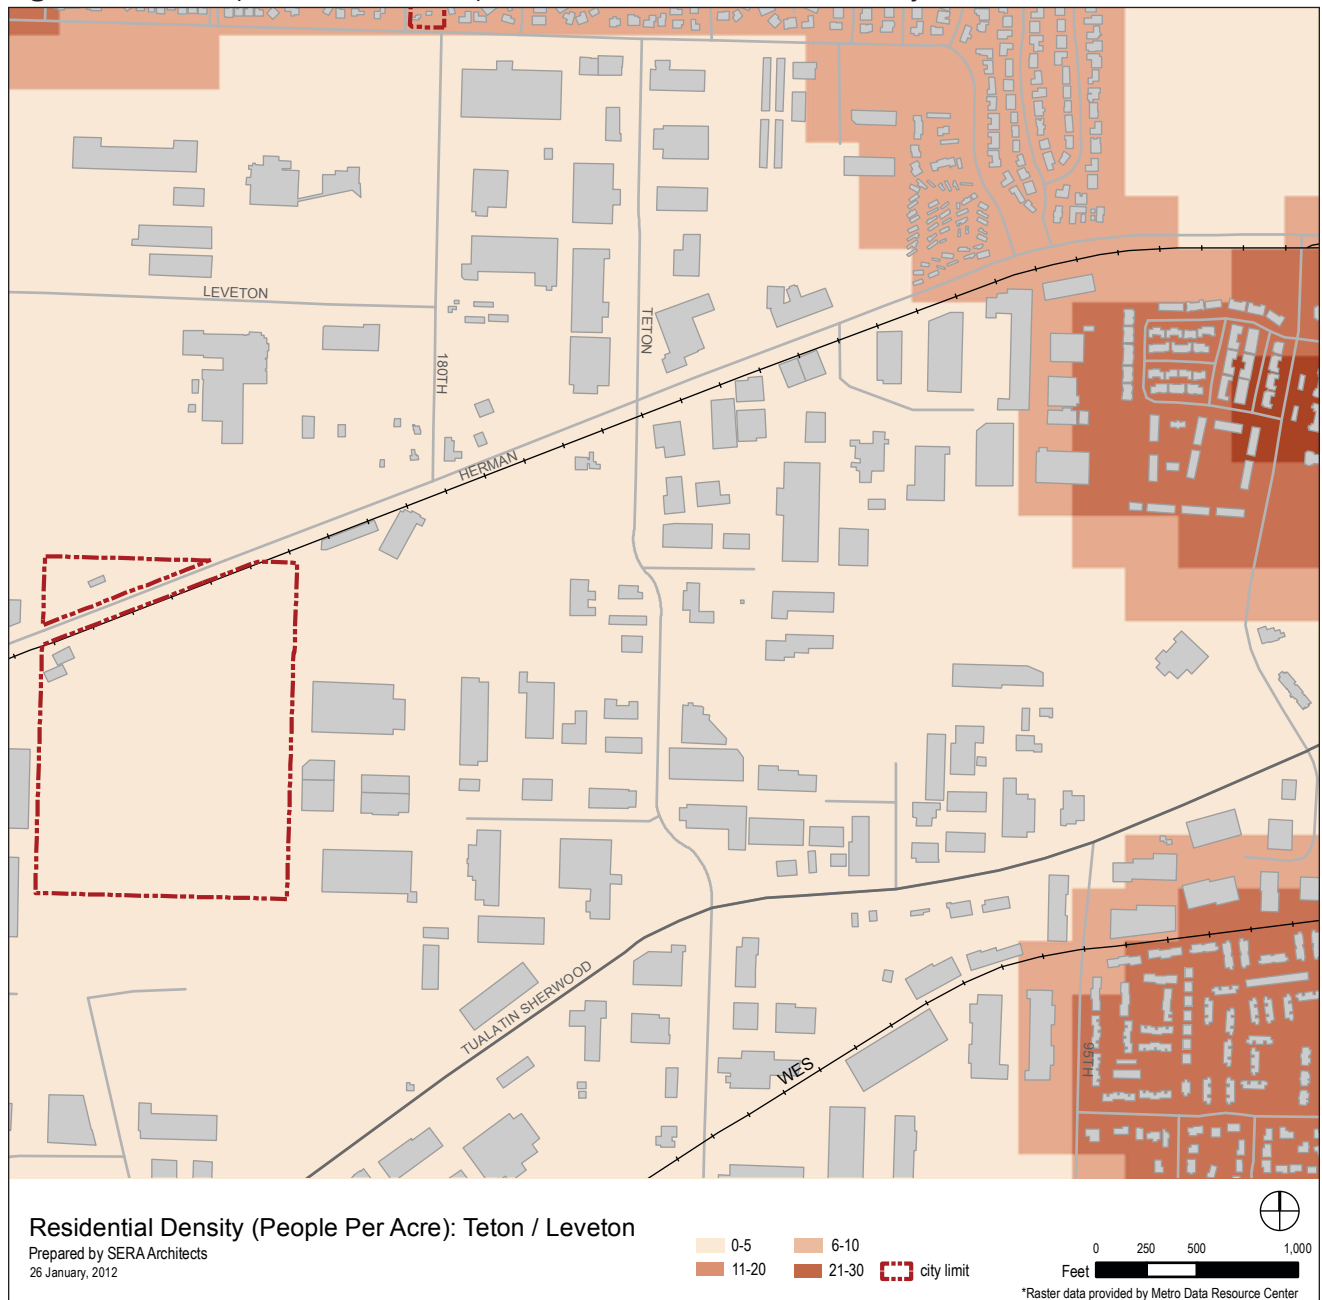 LEVETON
180TH
TETON
HERMAN
TUALATIN SHERWOOD
WES
95TH
Residential Density (People Per Acre): Teton / Leveton
Prepared by SERA Architects
26 January, 2012
0-5
6-10
11-20
21-30
city limit
0 250 500 1,000
Feet
*Raster data provided by Metro Data Resource Center